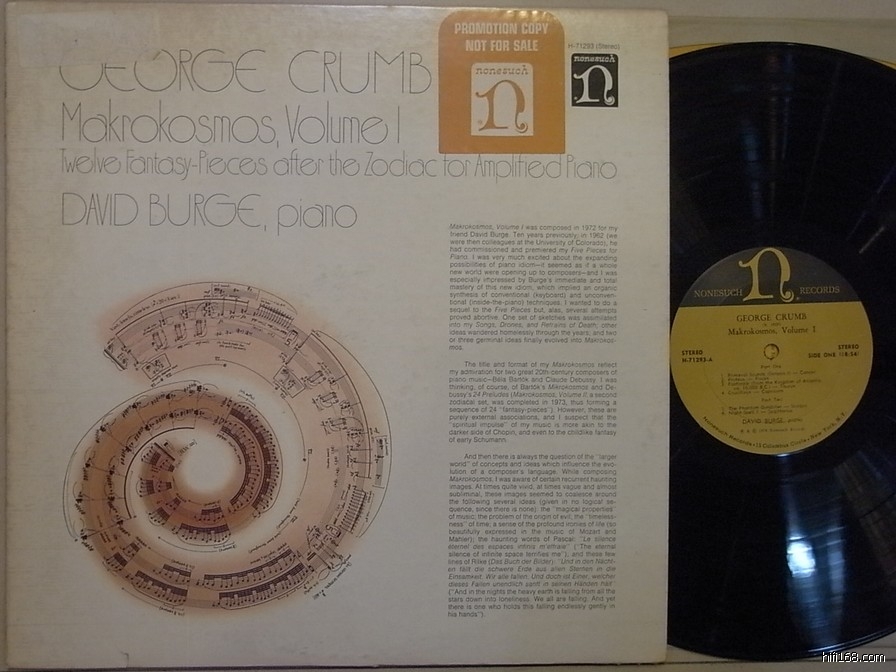 GEORGE CRUMB
Makrokosmos, Volume I
Twelve Fantasy-Pieces after the Zodiac for Amplified Piano
DAVID BURGE, piano
PROMOTION COPY
NOT FOR SALE
nonesuch
n
H-71293 (Stereo)
nonesuch
n
Makrokosmos, Volume I was composed in 1972 for my
friend David Burge. Ten years previously, in 1962 (we
were then colleagues at the University of Colorado), he
had commissioned and premiered my Five Pieces for
Piano. I was very much excited about the expanding
possibilities of piano idiom—it seemed as if a whole
new world were opening up to composers—and I was
especially impressed by Burge's immediate and total
mastery of this new idiom, which implied an organic
synthesis of conventional (keyboard) and unconven-
tional (inside-the-piano) techniques. I wanted to do a
sequel to the Five Pieces but, alas, several attempts
proved abortive. One set of sketches was assimilated
into my Songs, Drones, and Refrains of Death; other
ideas wandered homelessly through the years; and two
or three germinal ideas finally evolved into Makrokos-
mos.
The title and format of my Makrokosmos reflect
my admiration for two great 20th-century composers of
piano music—Béla Bartók and Claude Debussy. I was
thinking, of course, of Bartók's Mikrokosmos and De-
bussy's 24 Preludes (Makrokosmos, Volume II, a second
zodiacal set, was completed in 1973, thus forming a
sequence of 24 "fantasy-pieces"). However, these are
purely external associations, and I suspect that the
"spiritual impulse" of my music is more akin to the
darker side of Chopin, and even to the childlike fantasy
of early Schumann.
And then there is always the question of the "larger
world" of concepts and ideas which influence the evo-
lution of a composer's language. While composing
Makrokosmos, I was aware of certain recurrent haunting
images. At times quite vivid, at times vague and almost
subliminal, these images seemed to coalesce around
the following several ideas (given in no logical se-
quence, since there is none): the "magical properties"
of music; the problem of the origin of evil; the "timeless-
ness" of time; a sense of the profound ironies of life (so
beautifully expressed in the music of Mozart and
Mahler); the haunting words of Pascal: "Le silence
éternel des espaces infinis m'effraie" ("The eternal
silence of infinite space terrifies me"); and these few
lines of Rilke (Das Buch der Bilder): "Und in den Näch-
ten fällt die schwere Erde aus allen Sternen in die
Einsamkeit. Wir alle fallen. Und doch ist Einer, welcher
dieses Fallen unendlich sanft in seinen Händen hält"
("And in the nights the heavy earth is falling from all the
stars down into loneliness. We are all falling. And yet
there is one who holds this falling endlessly gently in
his hands").
NONESUCH n RECORDS
GEORGE CRUMB
Makrokosmos, Volume I
STEREO
H-71293-A
STEREO
SIDE ONE
Part One
Part Two
DAVID BURGE, piano
hifi168.com